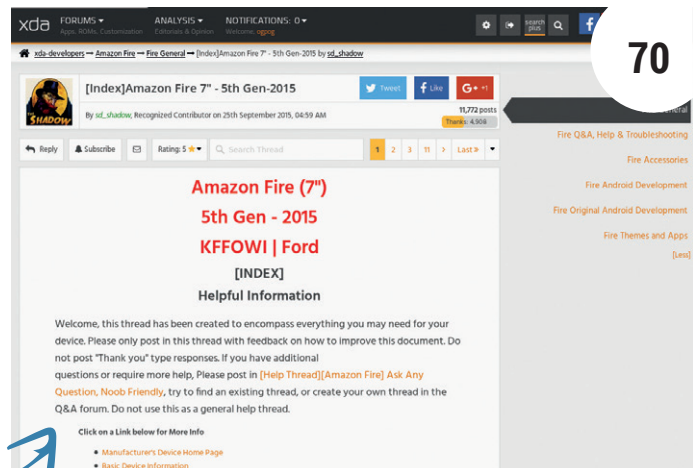 xda FORUMS ANALYSIS NOTIFICATIONS: 0
Apps, ROMs, Customization Editorials & Opinion Welcome, ogpog
search plus
70
xda-developers → Amazon Fire → Fire General → [Index]Amazon Fire 7" - 5th Gen-2015 by sd_shadow
SHADOW
[Index]Amazon Fire 7" - 5th Gen-2015
Tweet Like G+ +1
By sd_shadow, Recognized Contributor on 25th September 2015, 04:59 AM
11,772 posts
Thanks: 4,906
Reply Subscribe Rating: 5 Search Thread 1 2 3 11 > Last »
Fire Q&A, Help & Troubleshooting
Fire Accessories
Fire Android Development
Fire Original Android Development
Fire Themes and Apps
[Less]
Amazon Fire (7")
5th Gen - 2015
KFFOWI | Ford
[INDEX]
Helpful Information
Welcome, this thread has been created to encompass everything you may need for your
device. Please only post in this thread with feedback on how to improve this document. Do
not post "Thank you" type responses. If you have additional
questions or require more help, Please post in [Help Thread][Amazon Fire] Ask Any
Question, Noob Friendly, try to find an existing thread, or create your own thread in the
Q&A forum. Do not use this as a general help thread.
Click on a Link below for More Info
Manufacturer's Device Home Page
Basic Device Information